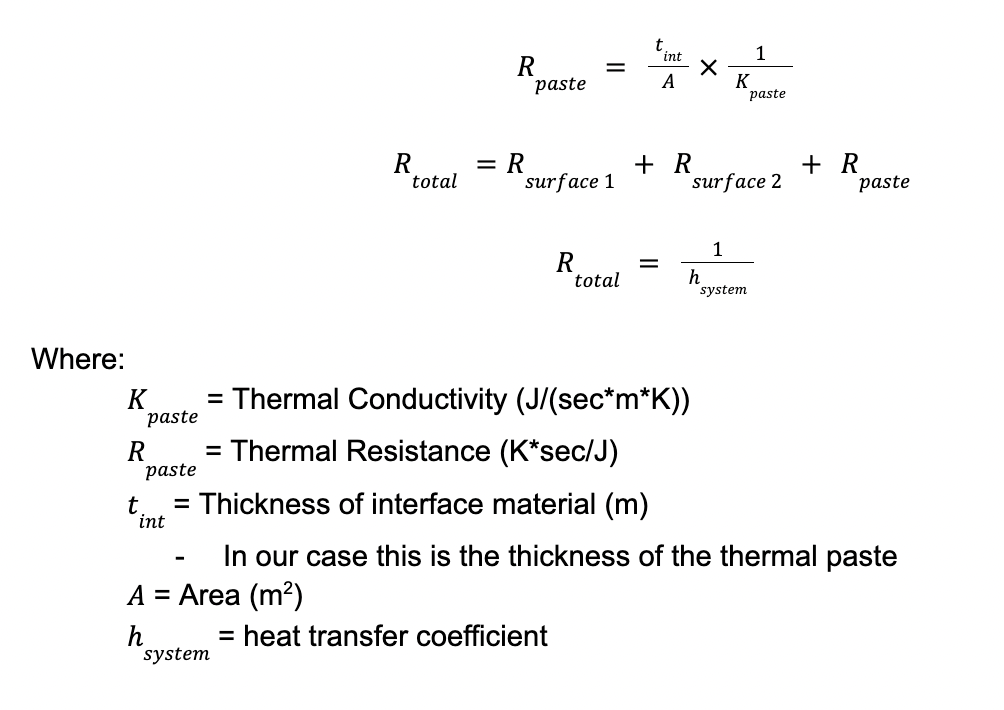 R_paste = t_int/A × 1/K_paste
R_total = R_surface 1 + R_surface 2 + R_paste
R_total = 1/h_system
Where:
K_paste = Thermal Conductivity (J/(sec*m*K))
R_paste = Thermal Resistance (K*sec/J)
t_int = Thickness of interface material (m)
- In our case this is the thickness of the thermal paste
A = Area (m²)
h_system = heat transfer coefficient